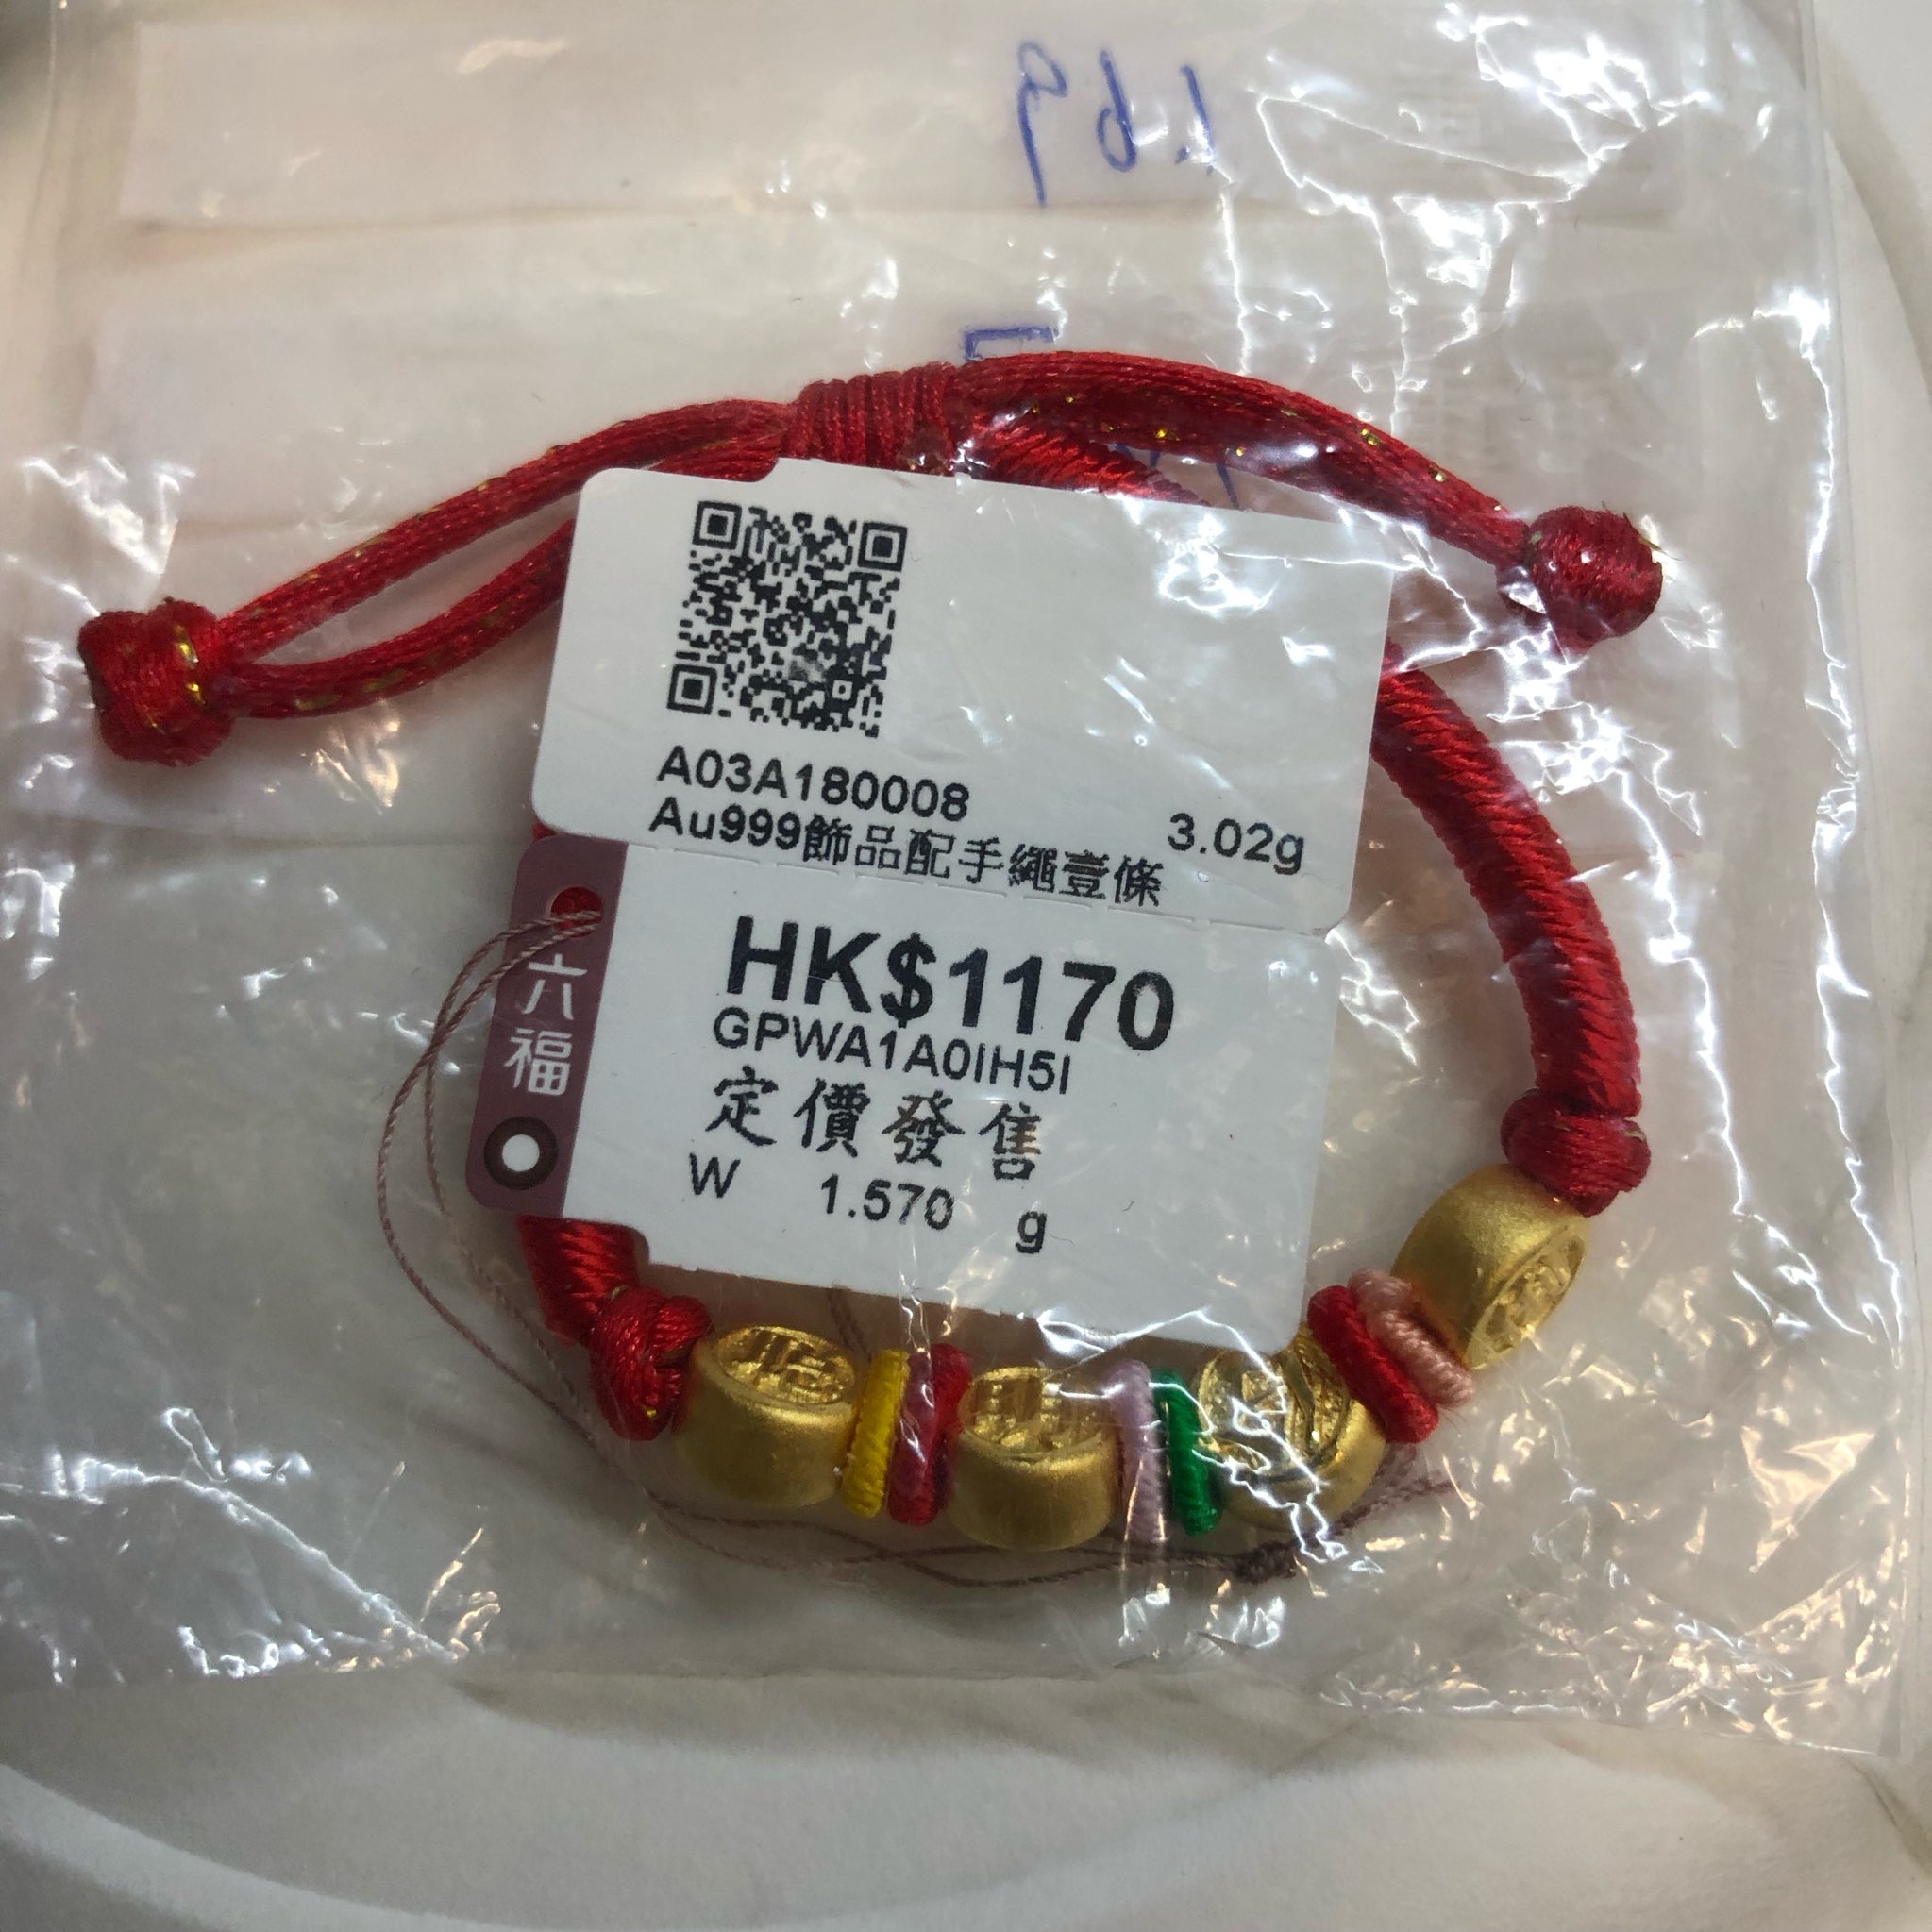 A03A180008
3.02g
Au999飾品配手繩壹條
六福
HK$1170
GPWA1A0IH5I
定價發售
W 1.570 g